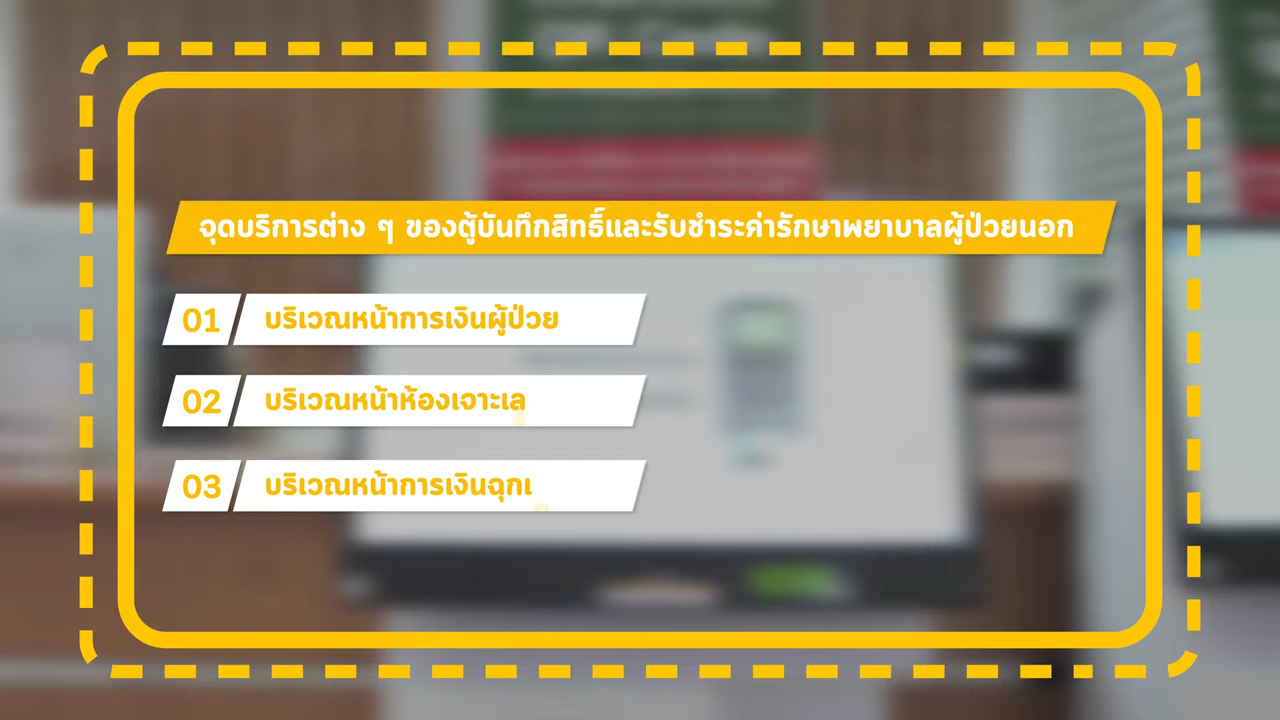 จุดบริการต่าง ๆ ของตู้บันทึกสิทธิ์และรับชำระค่ารักษาพยาบาลผู้ป่วยนอก
01 บริเวณหน้าการเงินผู้ป่วย
02 บริเวณหน้าห้องเจาะเล
03 บริเวณหน้าการเงินฉุกเ